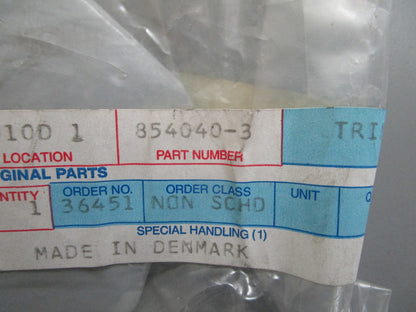 010D 1 854040-3 TRI
LOCATION PART NUMBER
GINAL PARTS
NTITY ORDER NO. ORDER CLASS UNIT
1 36451 NON SCHD
SPECIAL HANDLING (1)
MADE IN DENMARK